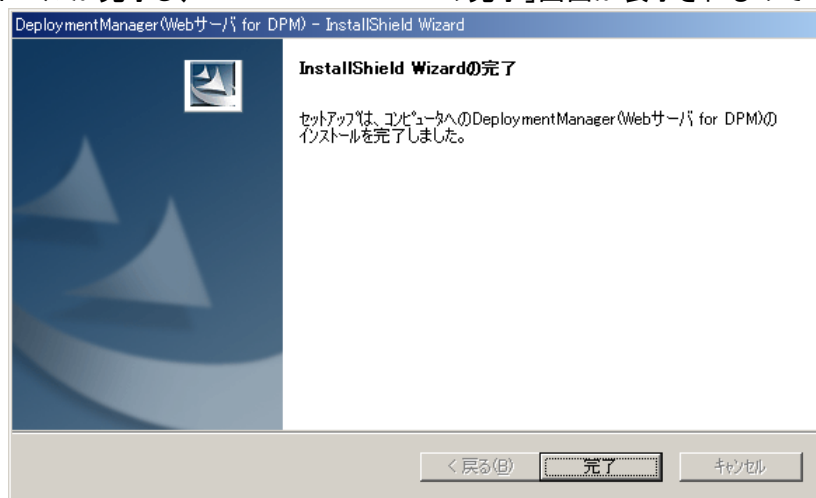 DeploymentManager(Webサーバ for DPM) - InstallShield Wizard
InstallShield Wizardの完了
セットアップは、コンピュータへのDeploymentManager(Webサーバ for DPM)の
インストールを完了しました。
< 戻る(B)
完了
キャンセル